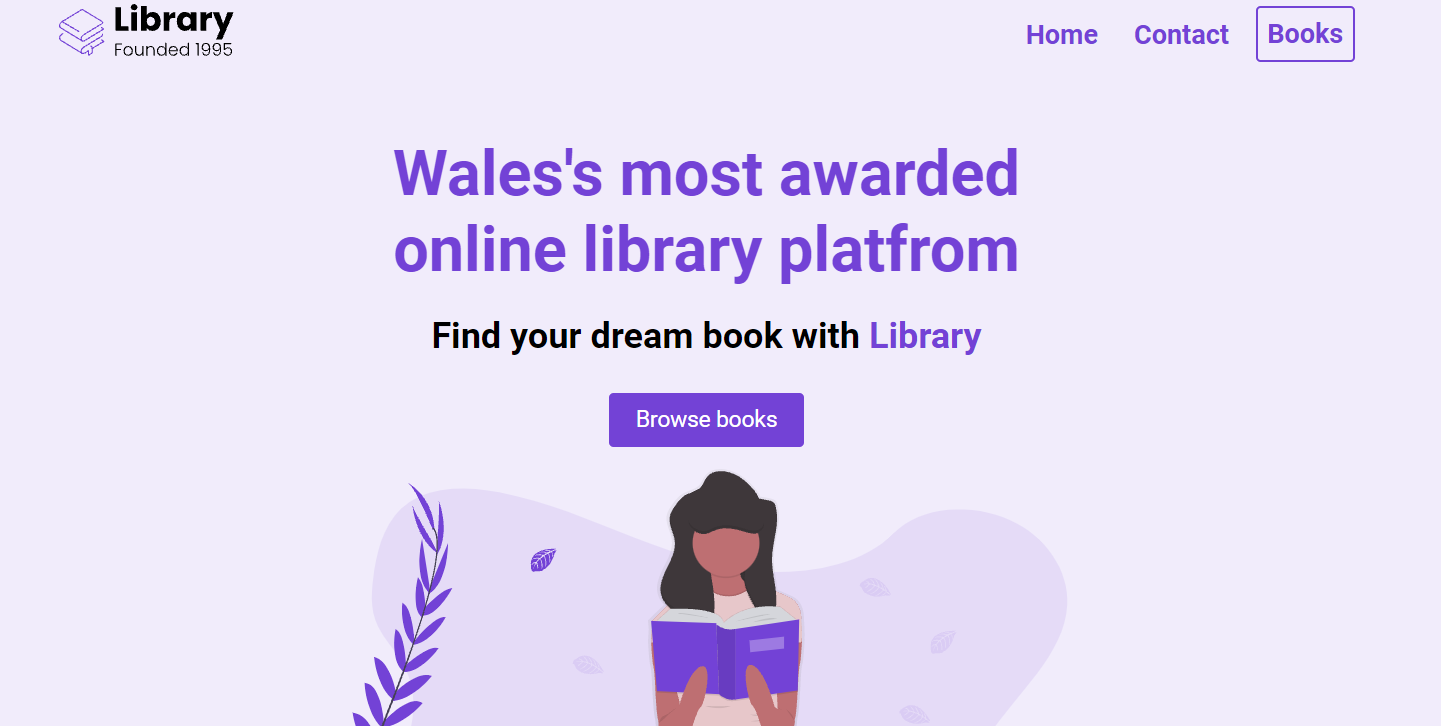 Library
Founded 1995
Home Contact Books
Wales's most awarded
online library platfrom
Find your dream book with Library
Browse books